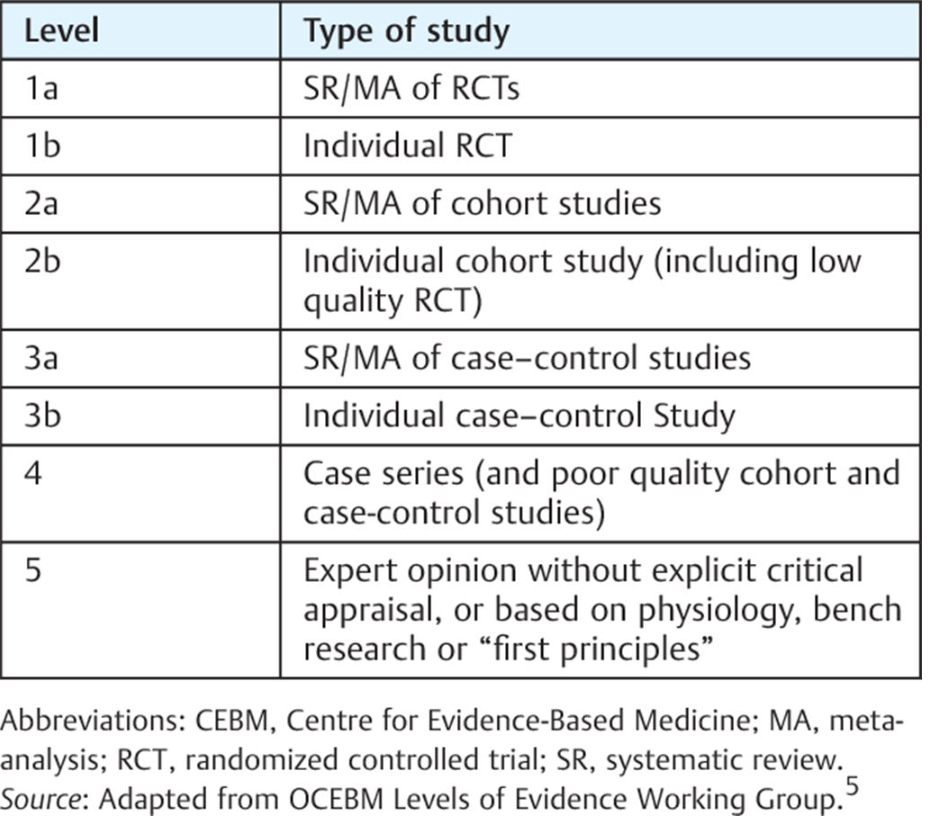 Level Type of study
1a SR/MA of RCTs
1b Individual RCT
2a SR/MA of cohort studies
2b Individual cohort study (including low
quality RCT)
3a SR/MA of case–control studies
3b Individual case–control Study
4 Case series (and poor quality cohort and
case-control studies)
5 Expert opinion without explicit critical
appraisal, or based on physiology, bench
research or “first principles”
Abbreviations: CEBM, Centre for Evidence-Based Medicine; MA, meta-
analysis; RCT, randomized controlled trial; SR, systematic review.
Source: Adapted from OCEBM Levels of Evidence Working Group.5